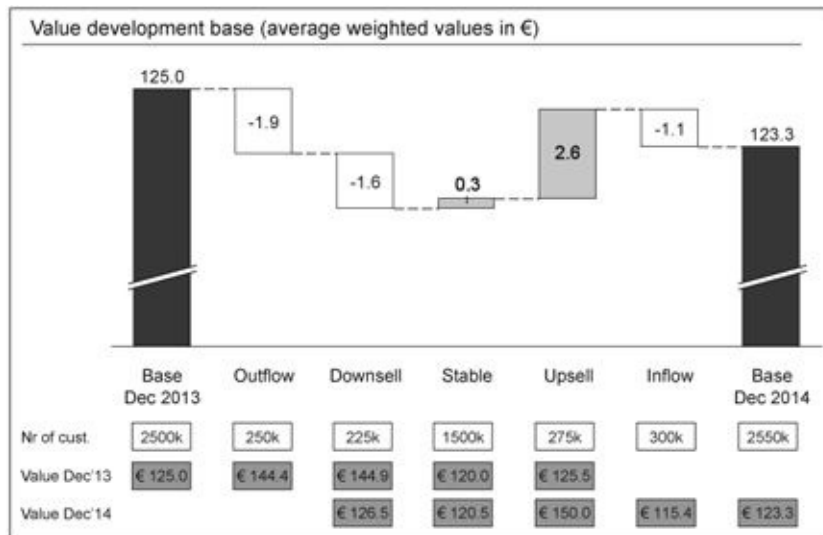 Value development base (average weighted values in €)
125.0
-1.9
-1.6
0.3
2.6
-1.1
123.3
Base Dec 2013
Outflow
Downsell
Stable
Upsell
Inflow
Base Dec 2014
Nr of cust. 2500k 250k 225k 1500k 275k 300k 2550k
Value Dec'13 € 125.0 € 144.4 € 144.9 € 120.0 € 125.5
Value Dec'14 € 126.5 € 120.5 € 150.0 € 115.4 € 123.3